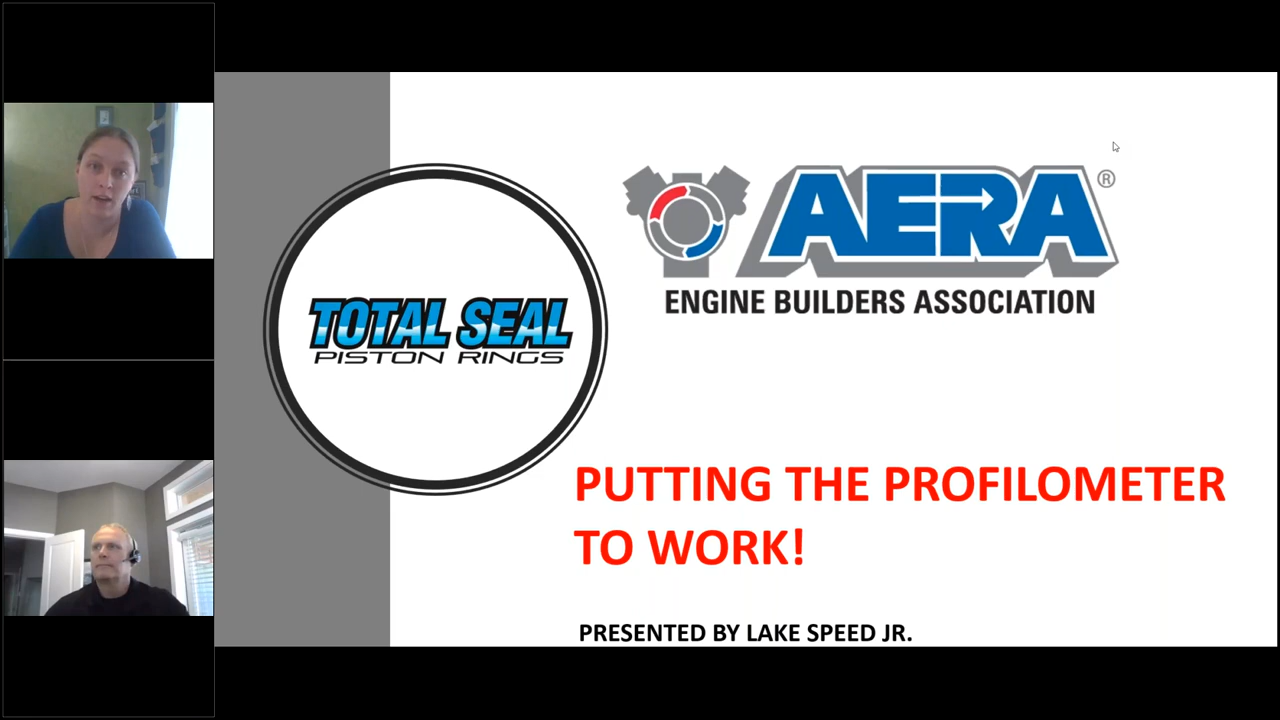 AERA®
ENGINE BUILDERS ASSOCIATION
TOTAL SEAL
PISTON RINGS
PUTTING THE PROFILOMETER
TO WORK!
PRESENTED BY LAKE SPEED JR.